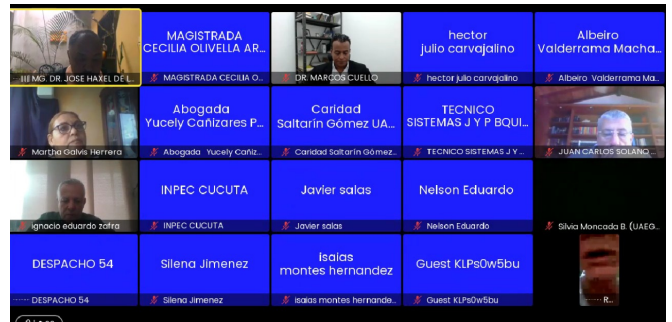 MAGISTRADA
CECILIA OLIVELLA AR...
hector
julio carvajalino
Albeiro
Valderrama Macha...
MG. DR. JOSE HAXEL DE L...
MAGISTRADA CECILIA O...
DR. MARCOS CUELLO
hector julio carvajalino
Albeiro Valderrama Ma...
Abogada
Yucely Cañizares P...
Caridad
Saltarín Gómez UA...
TECNICO
SISTEMAS J Y P BQUI...
Martha Galvis Herrera
Abogada Yucely Cañiz...
Caridad Saltarín Gómez...
TECNICO SISTEMAS J Y ...
JUAN CARLOS SOLANO ...
INPEC CUCUTA
Javier salas
Nelson Eduardo
ignacio eduardo zafra
INPEC CUCUTA
Javier salas
Nelson Eduardo
Silvia Moncada B. (UAEG...
DESPACHO 54
Silena Jimenez
isaias
montes hernandez
Guest KLPs0w5bu
DESPACHO 54
Silena Jimenez
isaias montes hernande...
Guest KLPs0w5bu
R...